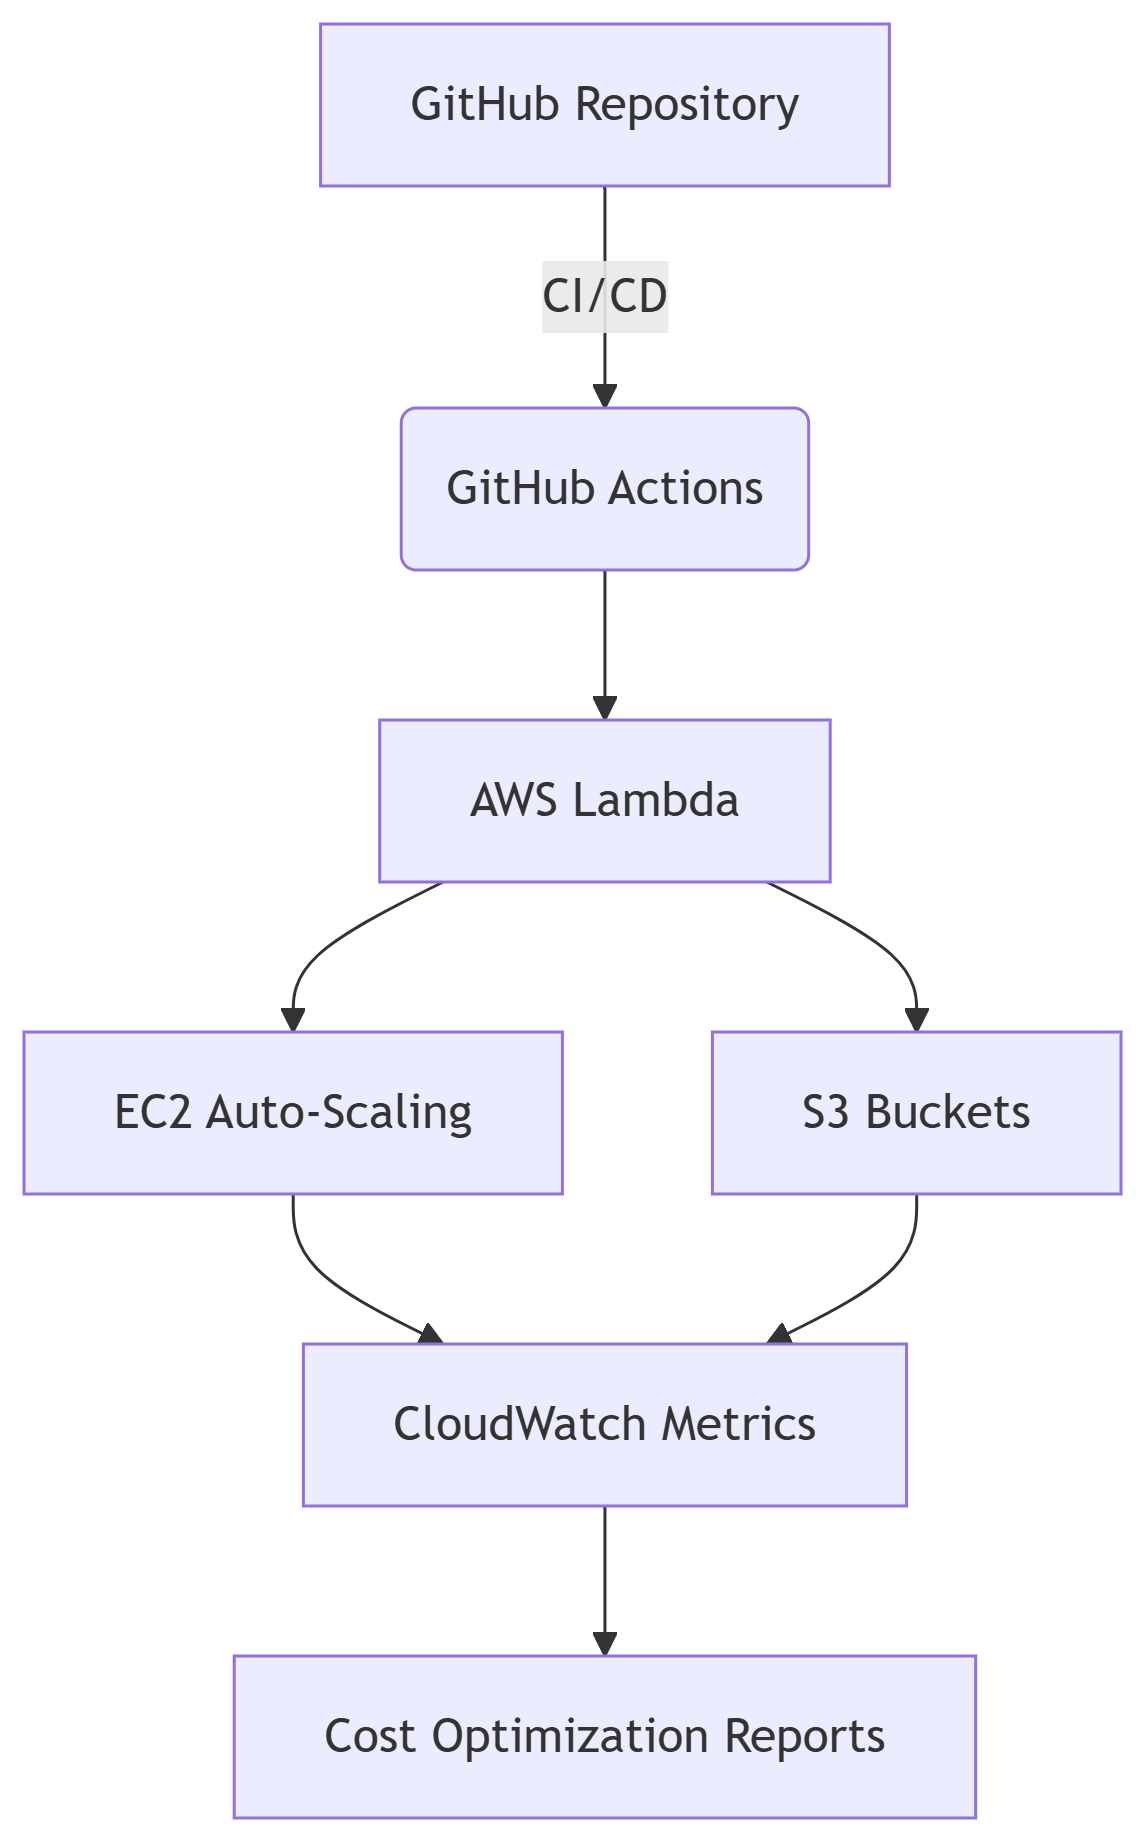 GitHub Repository
CI/CD
GitHub Actions
AWS Lambda
EC2 Auto-Scaling
S3 Buckets
CloudWatch Metrics
Cost Optimization Reports